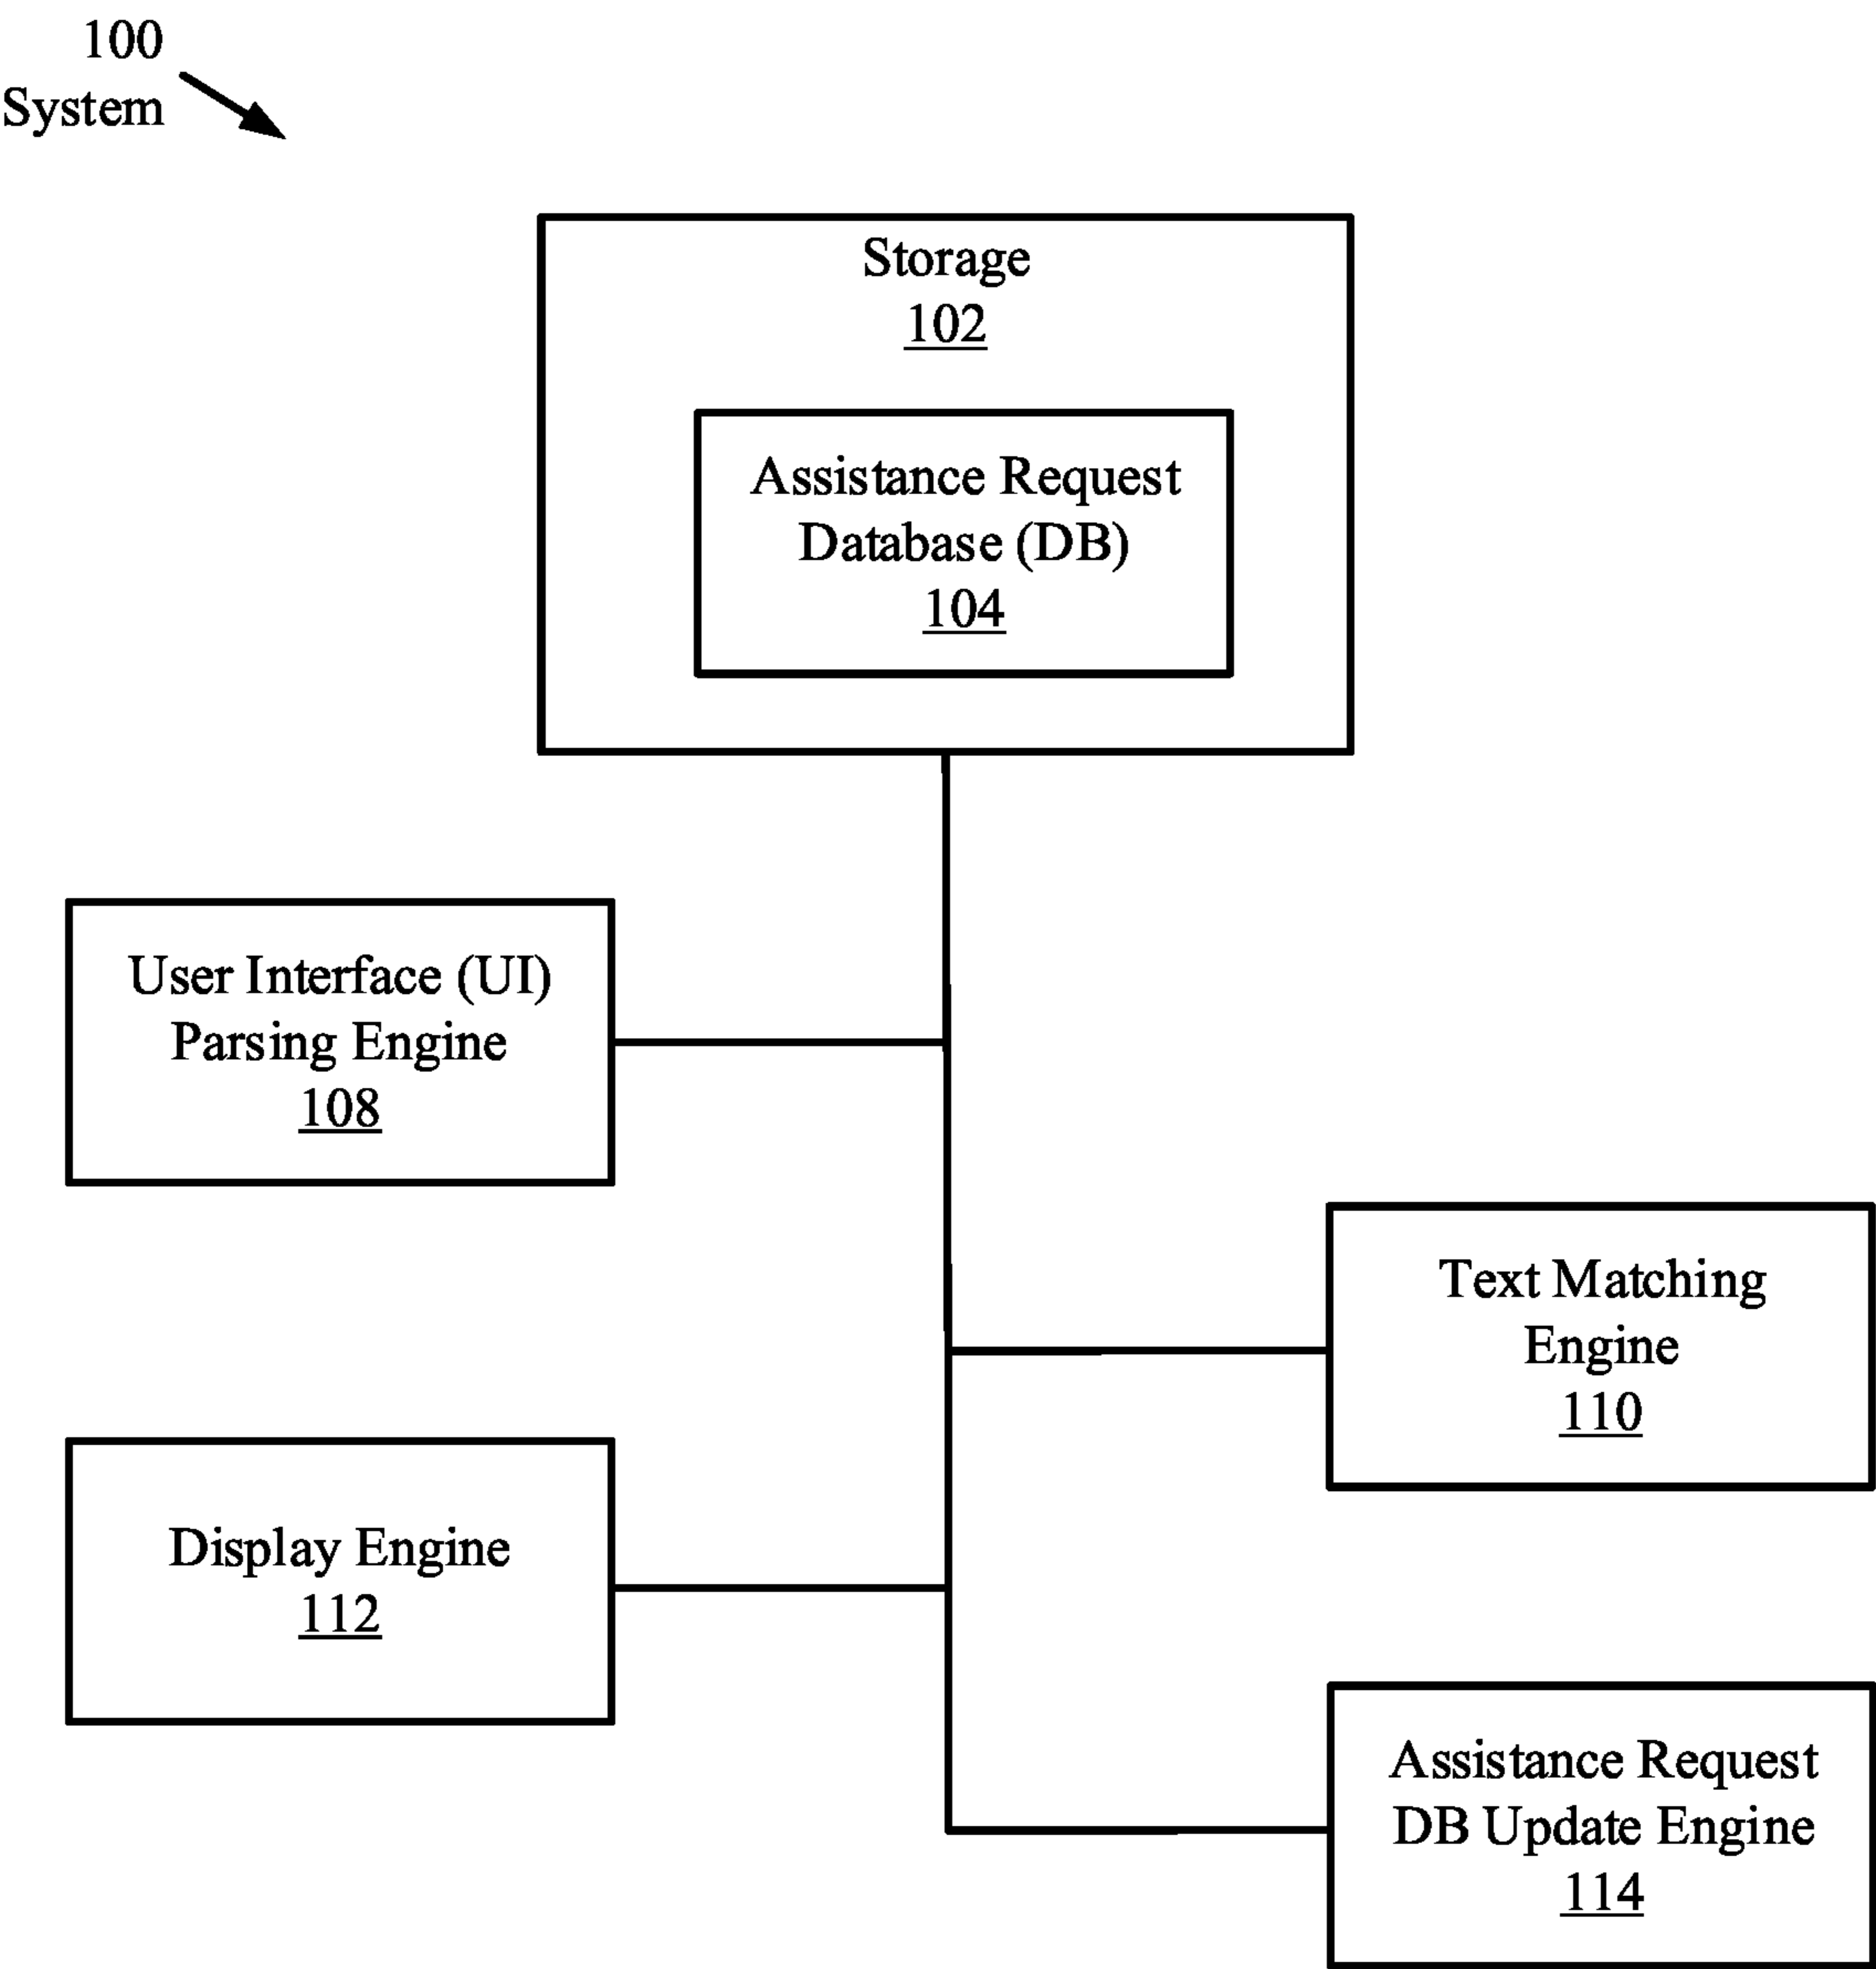 100
System
Storage
102
Assistance Request
Database (DB)
104
User Interface (UI)
Parsing Engine
108
Text Matching
Engine
110
Display Engine
112
Assistance Request
DB Update Engine
114